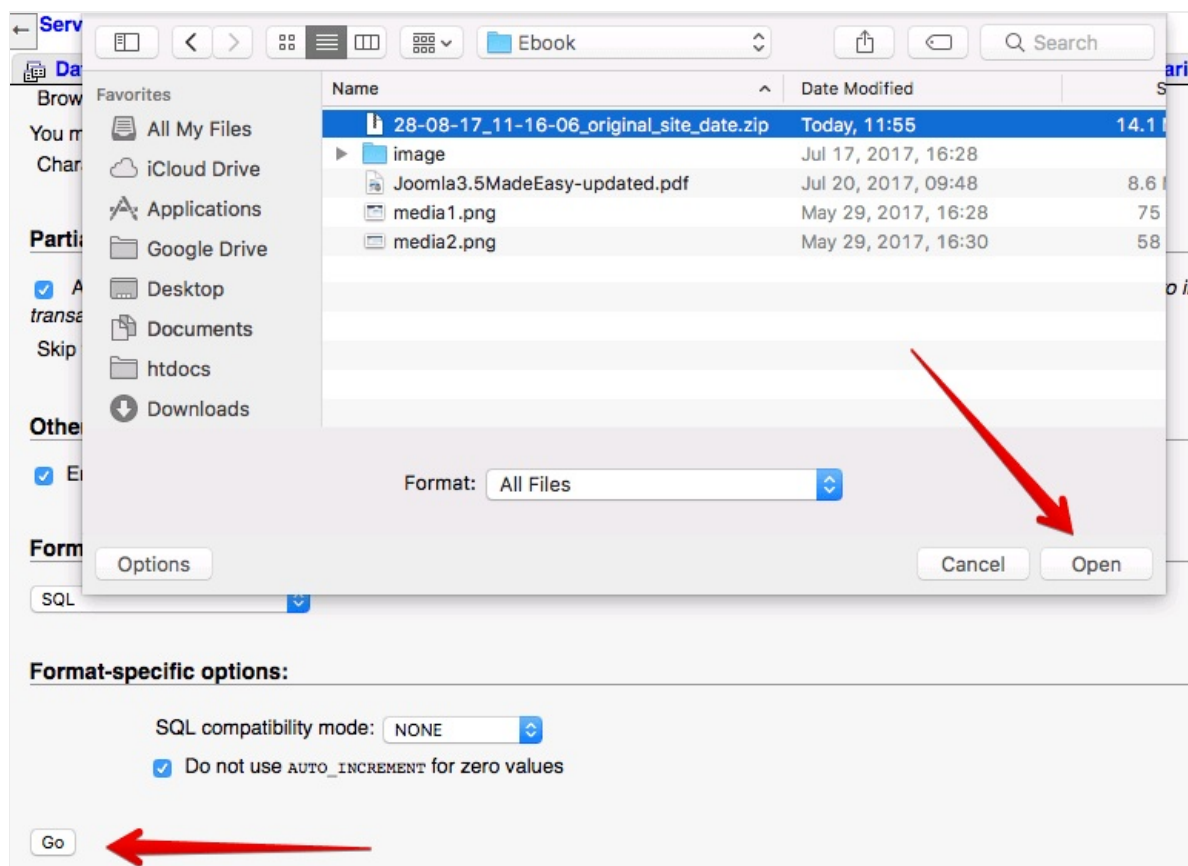 Serv
Ebook
Search
Da
Brow
You m
Char
Favorites
All My Files
iCloud Drive
Applications
Google Drive
Desktop
Documents
htdocs
Downloads
Name
Date Modified
S
28-08-17_11-16-06_original_site_date.zip Today, 11:55 14.1
image Jul 17, 2017, 16:28
Joomla3.5MadeEasy-updated.pdf Jul 20, 2017, 09:48 8.6
media1.png May 29, 2017, 16:28 75
media2.png May 29, 2017, 16:30 58
ari
Partia
A
transa
Skip
o i
Othe
En
Format: All Files
Form
Options Cancel Open
SQL
Format-specific options:
SQL compatibility mode: NONE
Do not use AUTO_INCREMENT for zero values
Go